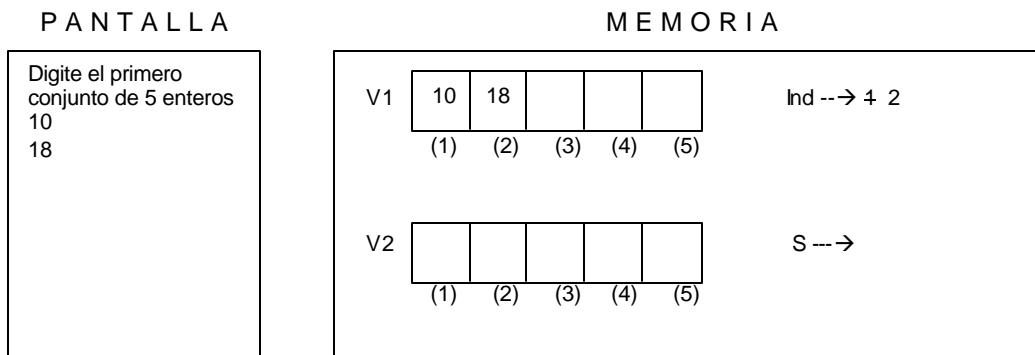 P A N T A L L A
M E M O R I A
Digite el primero
conjunto de 5 enteros
10
18
V1 10 18 Ind --→ 1 2
(1) (2) (3) (4) (5)
V2 S ---→
(1) (2) (3) (4) (5)